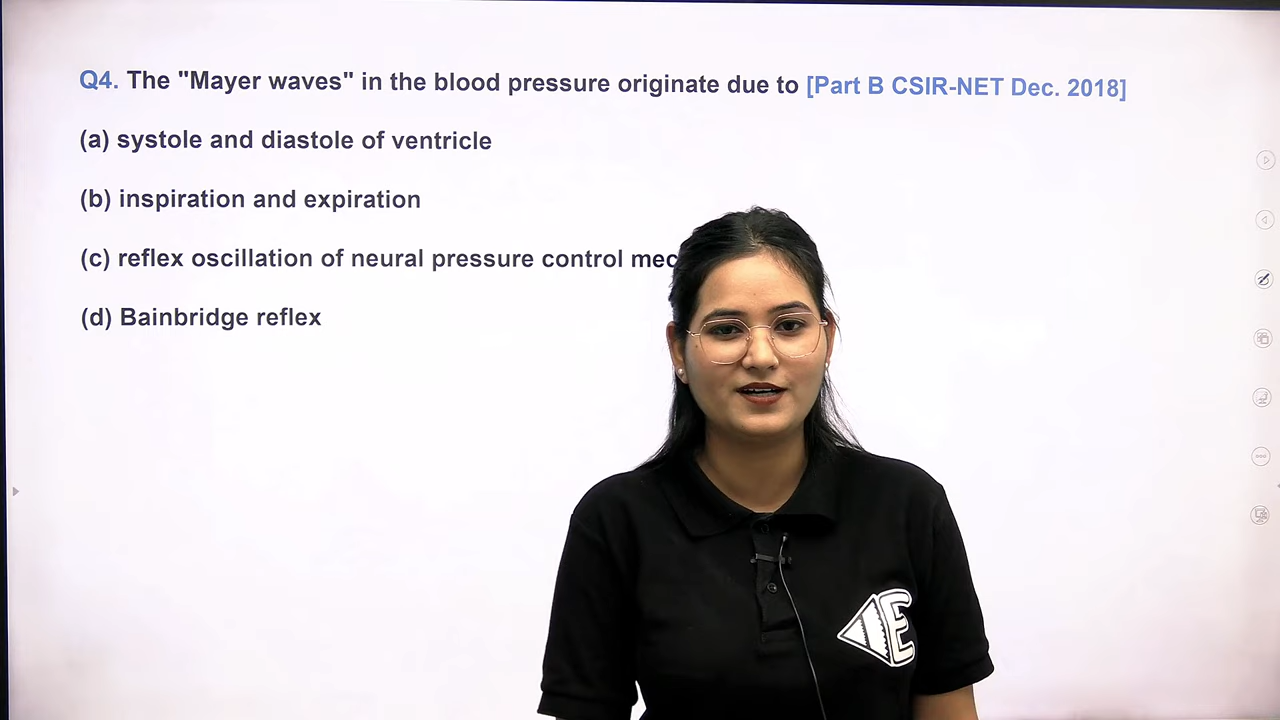 Q4. The "Mayer waves" in the blood pressure originate due to [Part B CSIR-NET Dec. 2018]
(a) systole and diastole of ventricle
(b) inspiration and expiration
(c) reflex oscillation of neural pressure control
(d) Bainbridge reflex
E